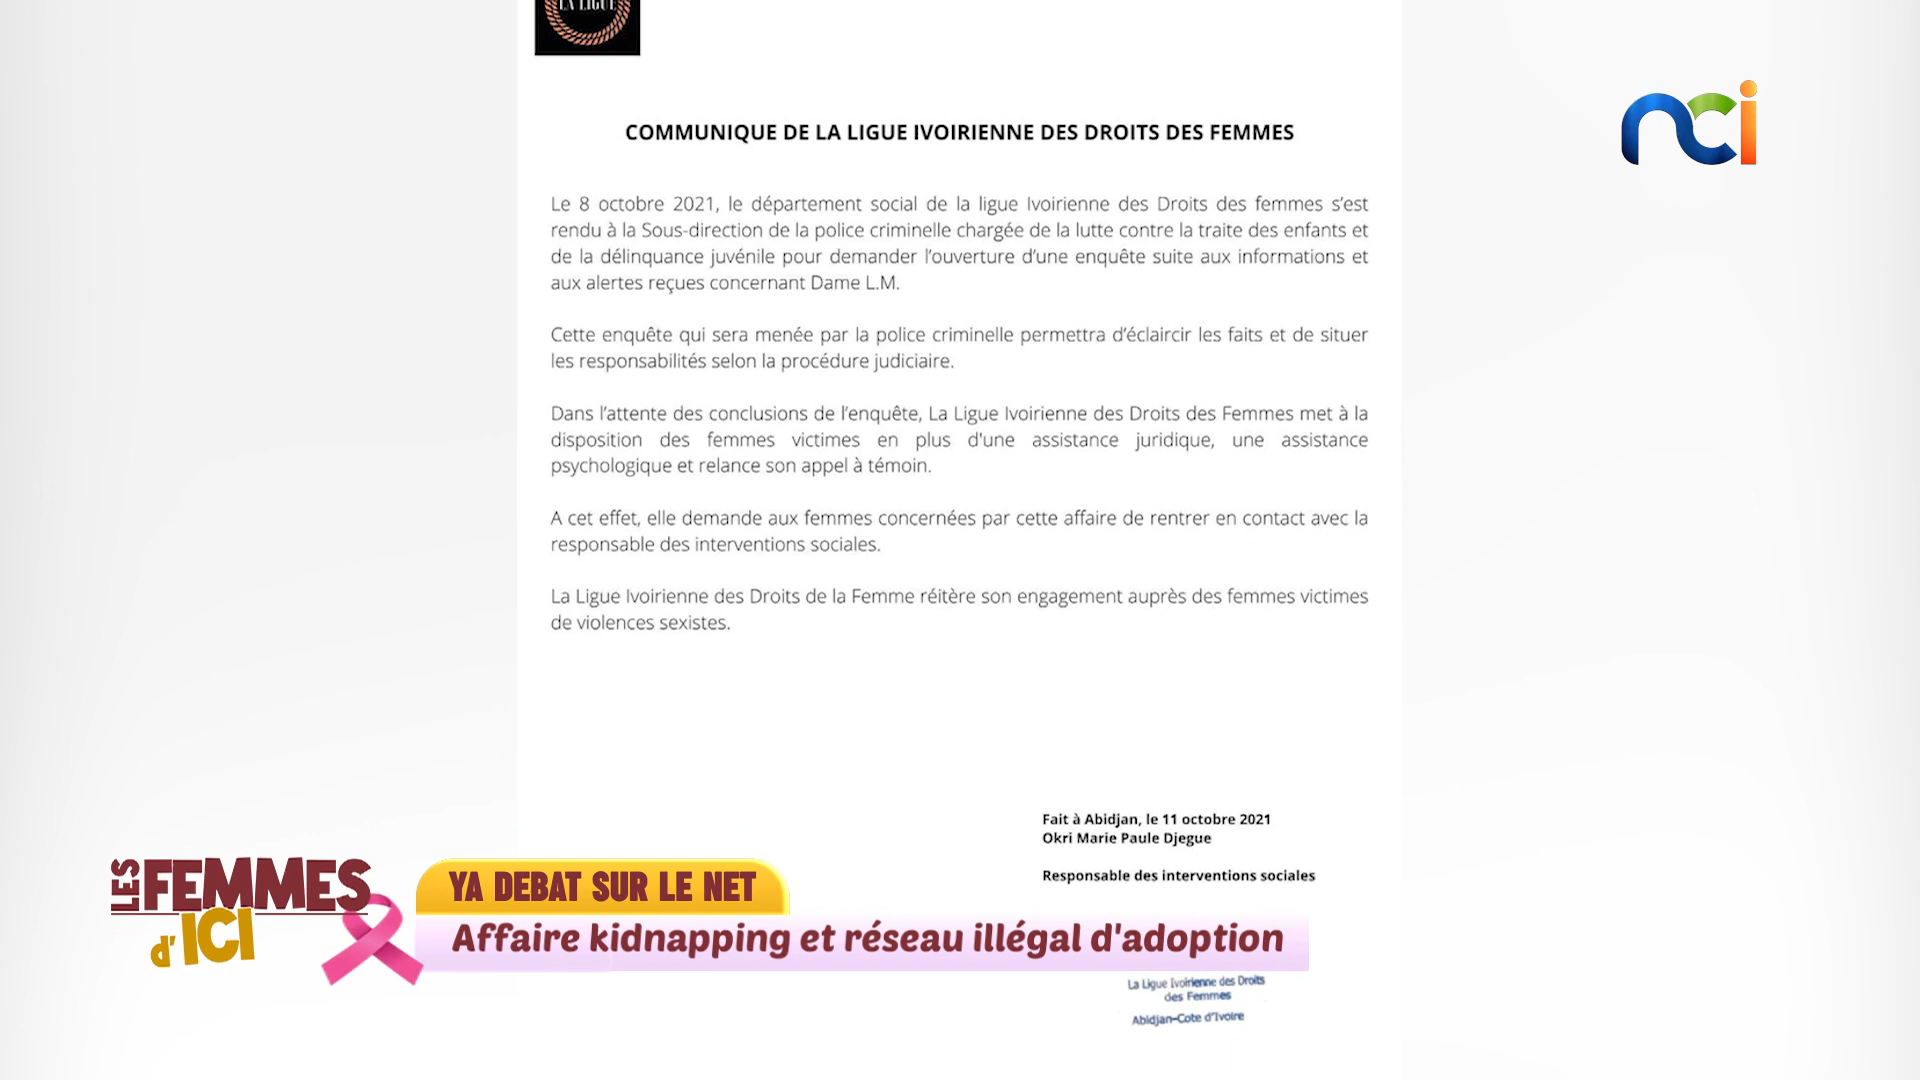 LA LIGUE
nci
COMMUNIQUE DE LA LIGUE IVOIRIENNE DES DROITS DES FEMMES
Le 8 octobre 2021, le département social de la ligue Ivoirienne des Droits des femmes s’est
rendu à la Sous-direction de la police criminelle chargée de la lutte contre la traite des enfants et
de la délinquance juvénile pour demander l’ouverture d’une enquête suite aux informations et
aux alertes reçues concernant Dame L.M.
Cette enquête qui sera menée par la police criminelle permettra d’éclaircir les faits et de situer
les responsabilités selon la procédure judiciaire.
Dans l’attente des conclusions de l’enquête, La Ligue Ivoirienne des Droits des Femmes met à la
disposition des femmes victimes en plus d'une assistance juridique, une assistance
psychologique et relance son appel à témoin.
A cet effet, elle demande aux femmes concernées par cette affaire de rentrer en contact avec la
responsable des interventions sociales.
La Ligue Ivoirienne des Droits de la Femme réitère son engagement auprès des femmes victimes
de violences sexistes.
Fait à Abidjan, le 11 octobre 2021
Okri Marie Paule Djegue
Responsable des interventions sociales
LES FEMMES
d'ICI
YA DEBAT SUR LE NET
Affaire kidnapping et réseau illégal d'adoption
La Ligue Ivoirienne des Droits
des Femmes
Abidjan-Cote d'Ivoire